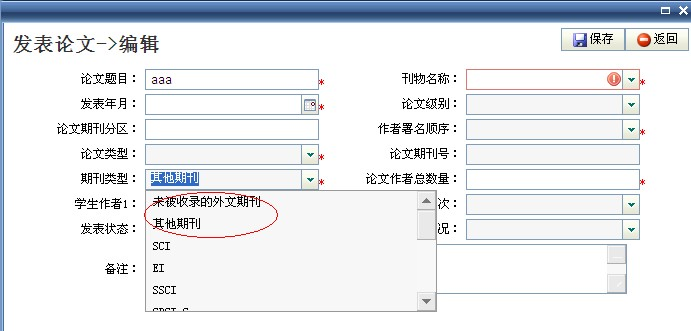 发表论文->编辑
保存 返回
论文题目： aaa * 刊物名称： *
发表年月： * 论文级别：
论文期刊分区： 作者署名顺序： *
论文类型： * 论文期刊号：
期刊类型： 其他期刊 * 论文作者总数量： *
学生作者1： 未被收录的外文期刊 次：
其他期刊
发表状态： 况：
SCI
备注： EI
SSCI